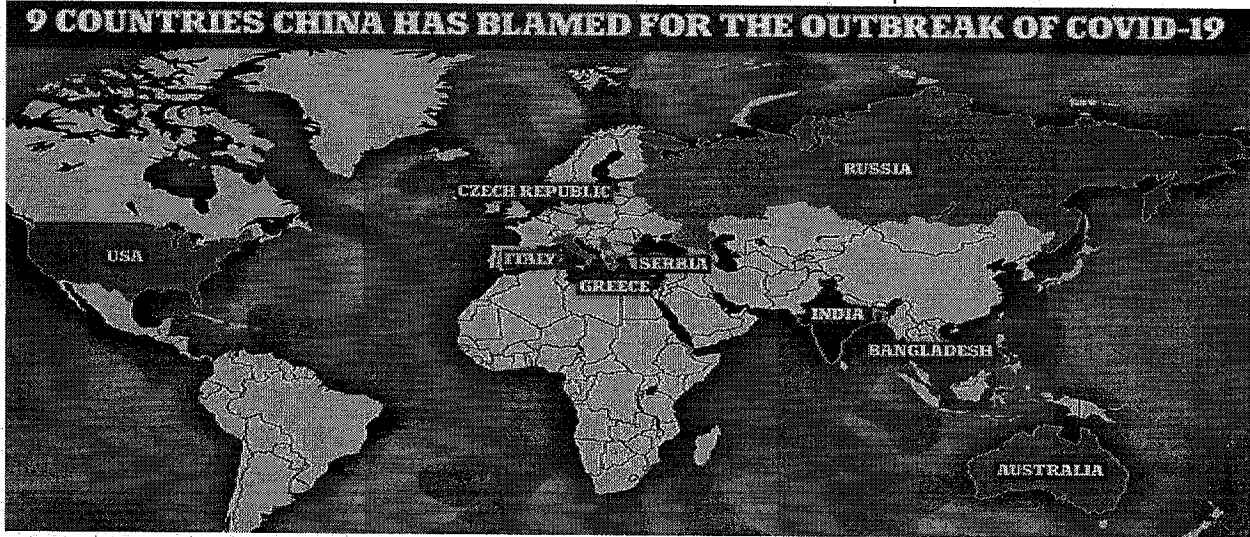 9 COUNTRIES CHINA HAS BLAMED FOR THE OUTBREAK OF COVID-19
RUSSIA
CZECH REPUBLIC
USA
ITALY
SERBIA
GREECE
INDIA
BANGLADESH
AUSTRALIA